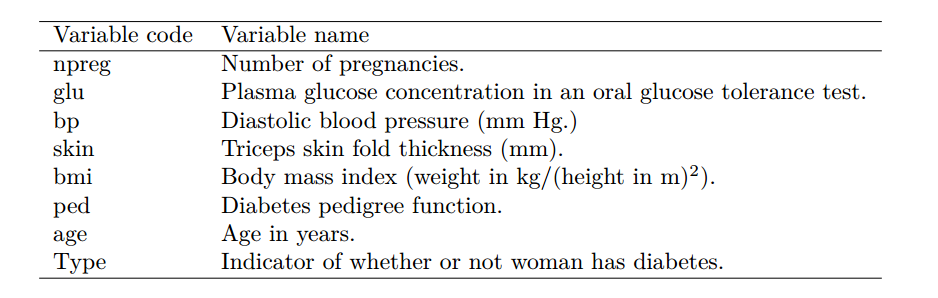 Variable code Variable name
npreg Number of pregnancies.
glu Plasma glucose concentration in an oral glucose tolerance test.
bp Diastolic blood pressure (mm Hg.)
skin Triceps skin fold thickness (mm).
bmi Body mass index (weight in kg/(height in m)²).
ped Diabetes pedigree function.
age Age in years.
Type Indicator of whether or not woman has diabetes.